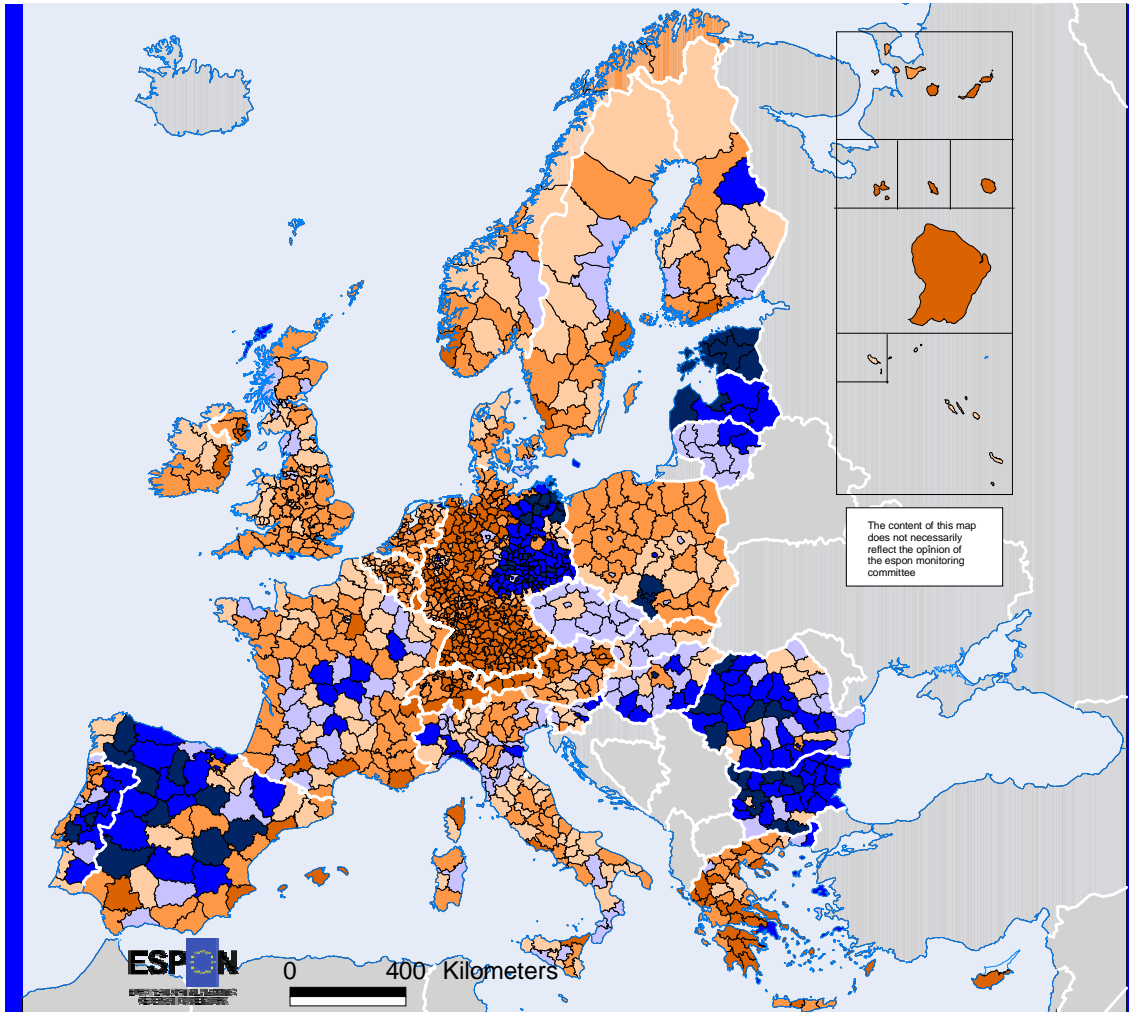 The content of this map
does not necessarily
reflect the opinion of
the espon monitoring
committee
ESPON
0 400 Kilometers